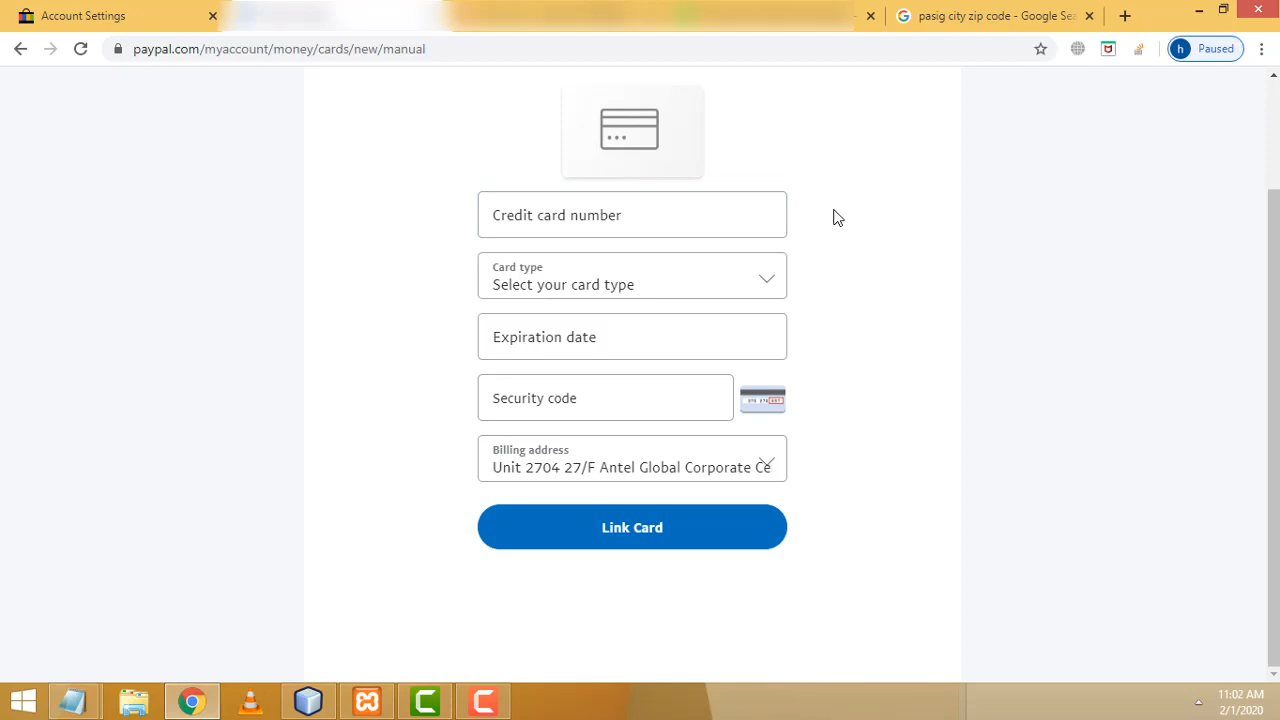 Account Settings
pasig city zip code - Google Sea
paypal.com/myaccount/money/cards/new/manual
h
Paused
Credit card number
Card type
Select your card type
Expiration date
Security code
Billing address
Unit 2704 27/F Antel Global Corporate Ce
Link Card
11:02 AM
2/1/2020